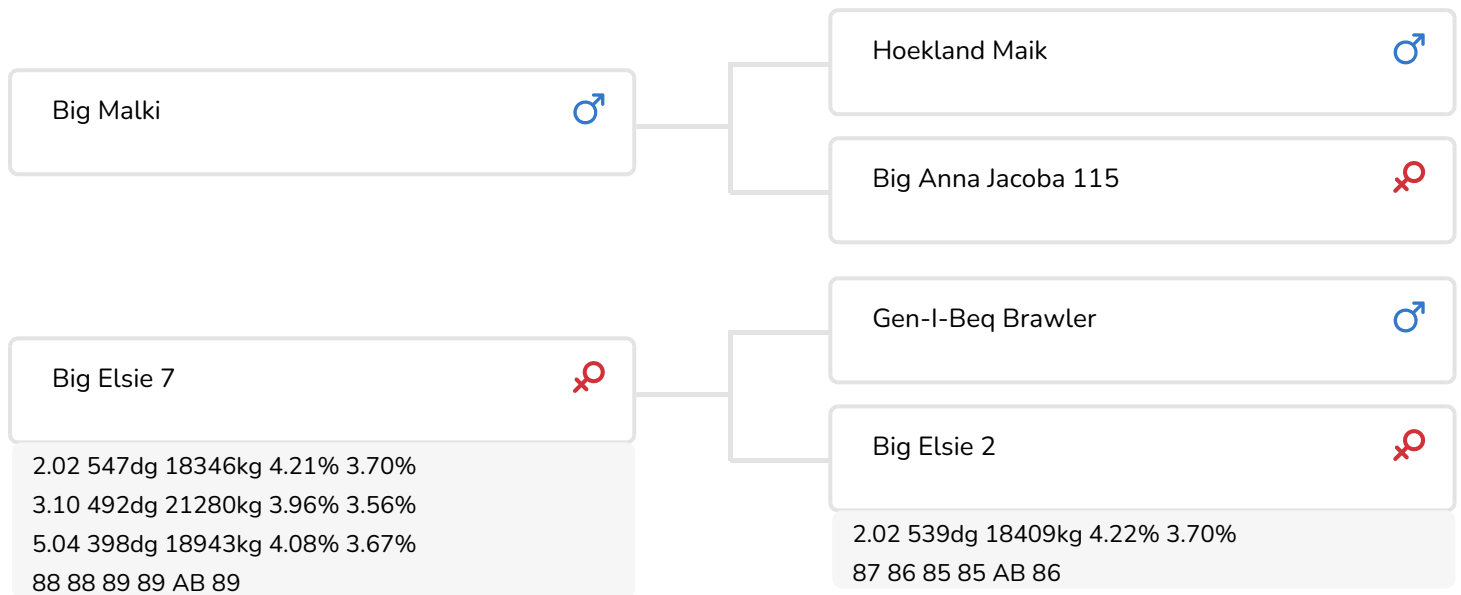 Big Malki
Hoekland Maik
Big Anna Jacoba 115
Big Elsie 7
2.02 547dg 18346kg 4.21% 3.70%
3.10 492dg 21280kg 3.96% 3.56%
5.04 398dg 18943kg 4.08% 3.67%
88 88 89 89 AB 89
Gen-I-Beq Brawler
Big Elsie 2
2.02 539dg 18409kg 4.22% 3.70%
87 86 85 85 AB 86